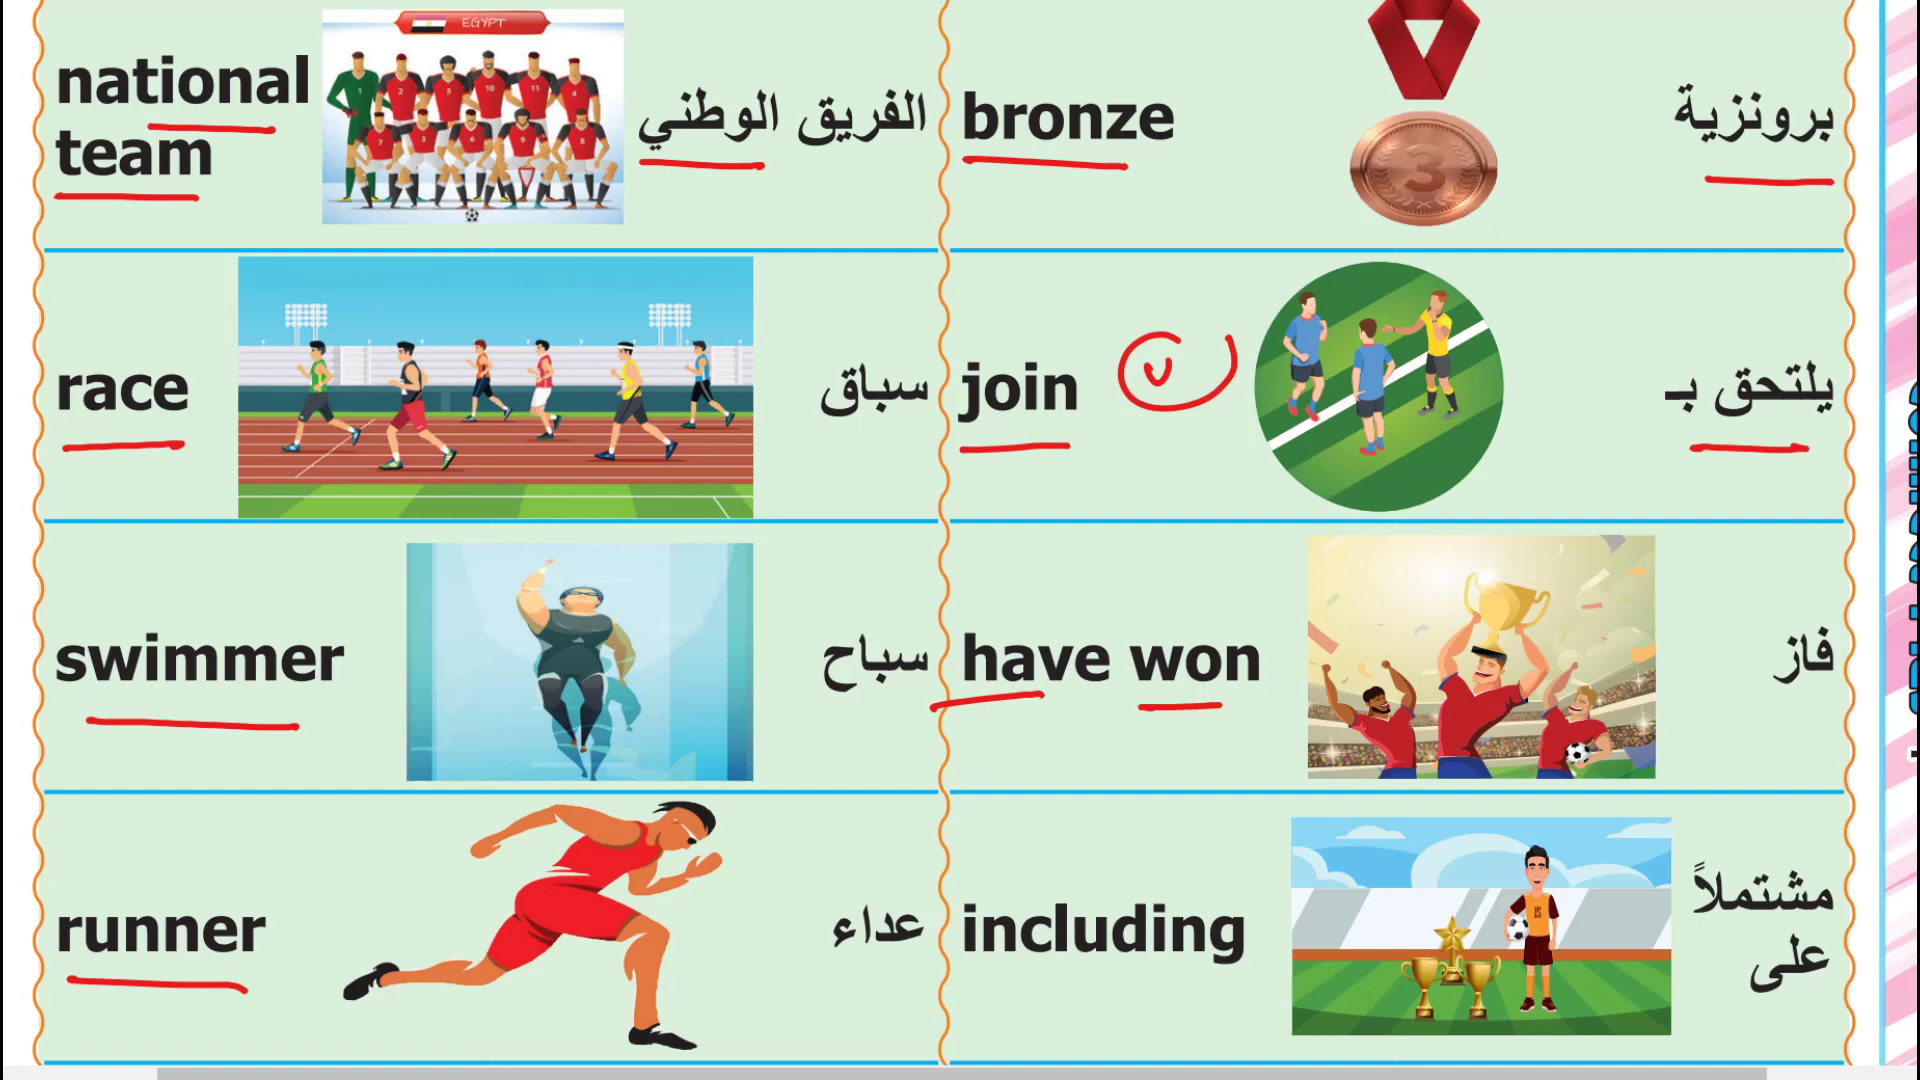 national
team
EGYPT
الفريق الوطني
bronze
3
برونزية
race
سباق
join
يلتحق بـ
swimmer
سباح
have won
فاز
runner
عداء
including
مشتملاً
على